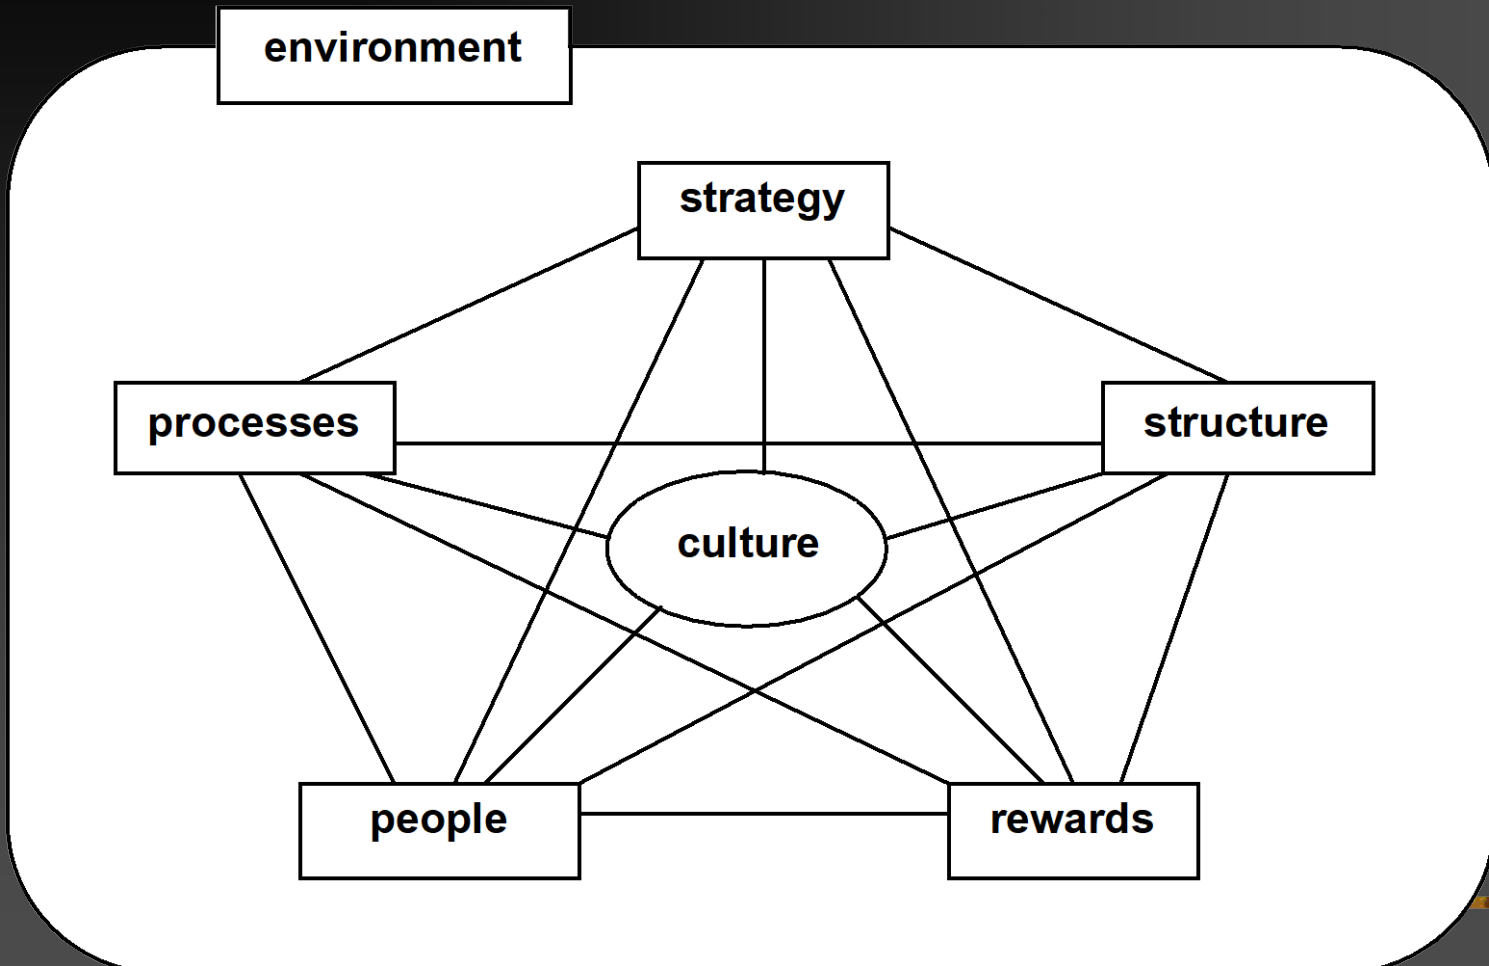 environment
strategy
processes
structure
culture
people
rewards